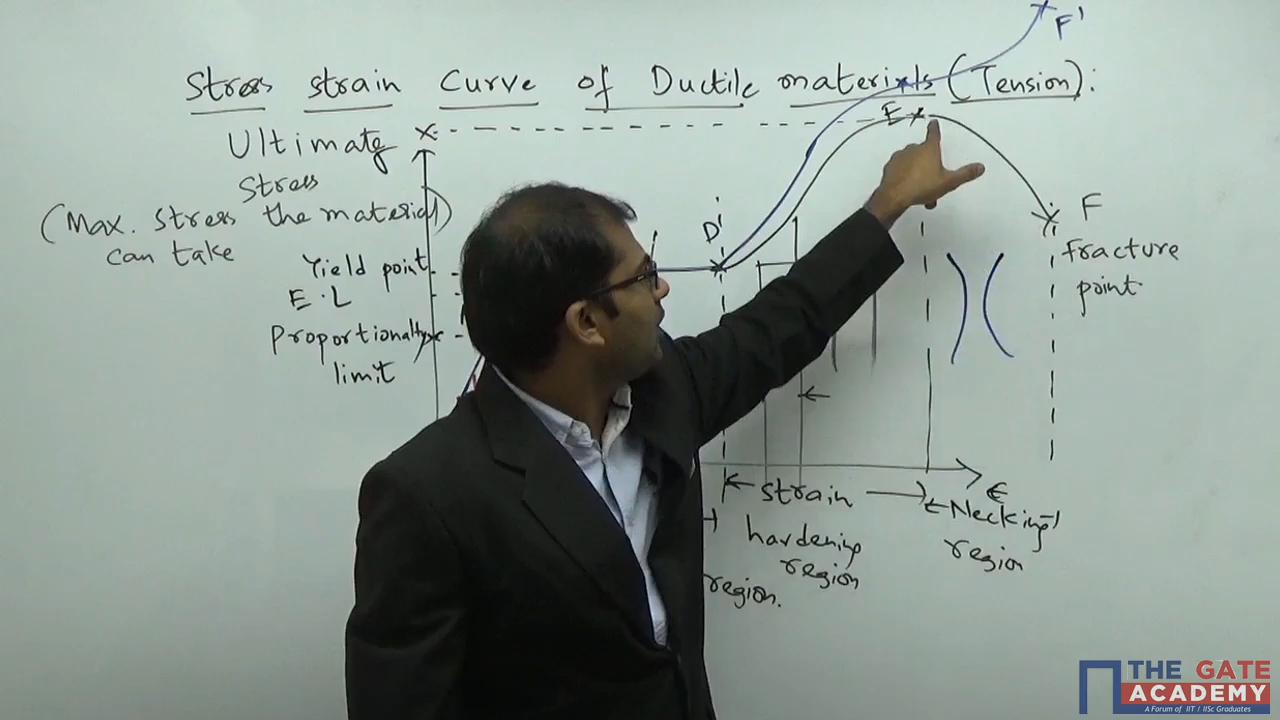 Stress strain Curve of Ductile materials (Tension):
F'
Ultimate
Stress
(Max. stress the material)
can take
E
D'
F
fracture
point.
Yield point
E.L
proportionality
limit
ϵ
strain
hardening
region
Necking
region
region.
THE GATE
ACADEMY
A Forum of IIT / IISc Graduates